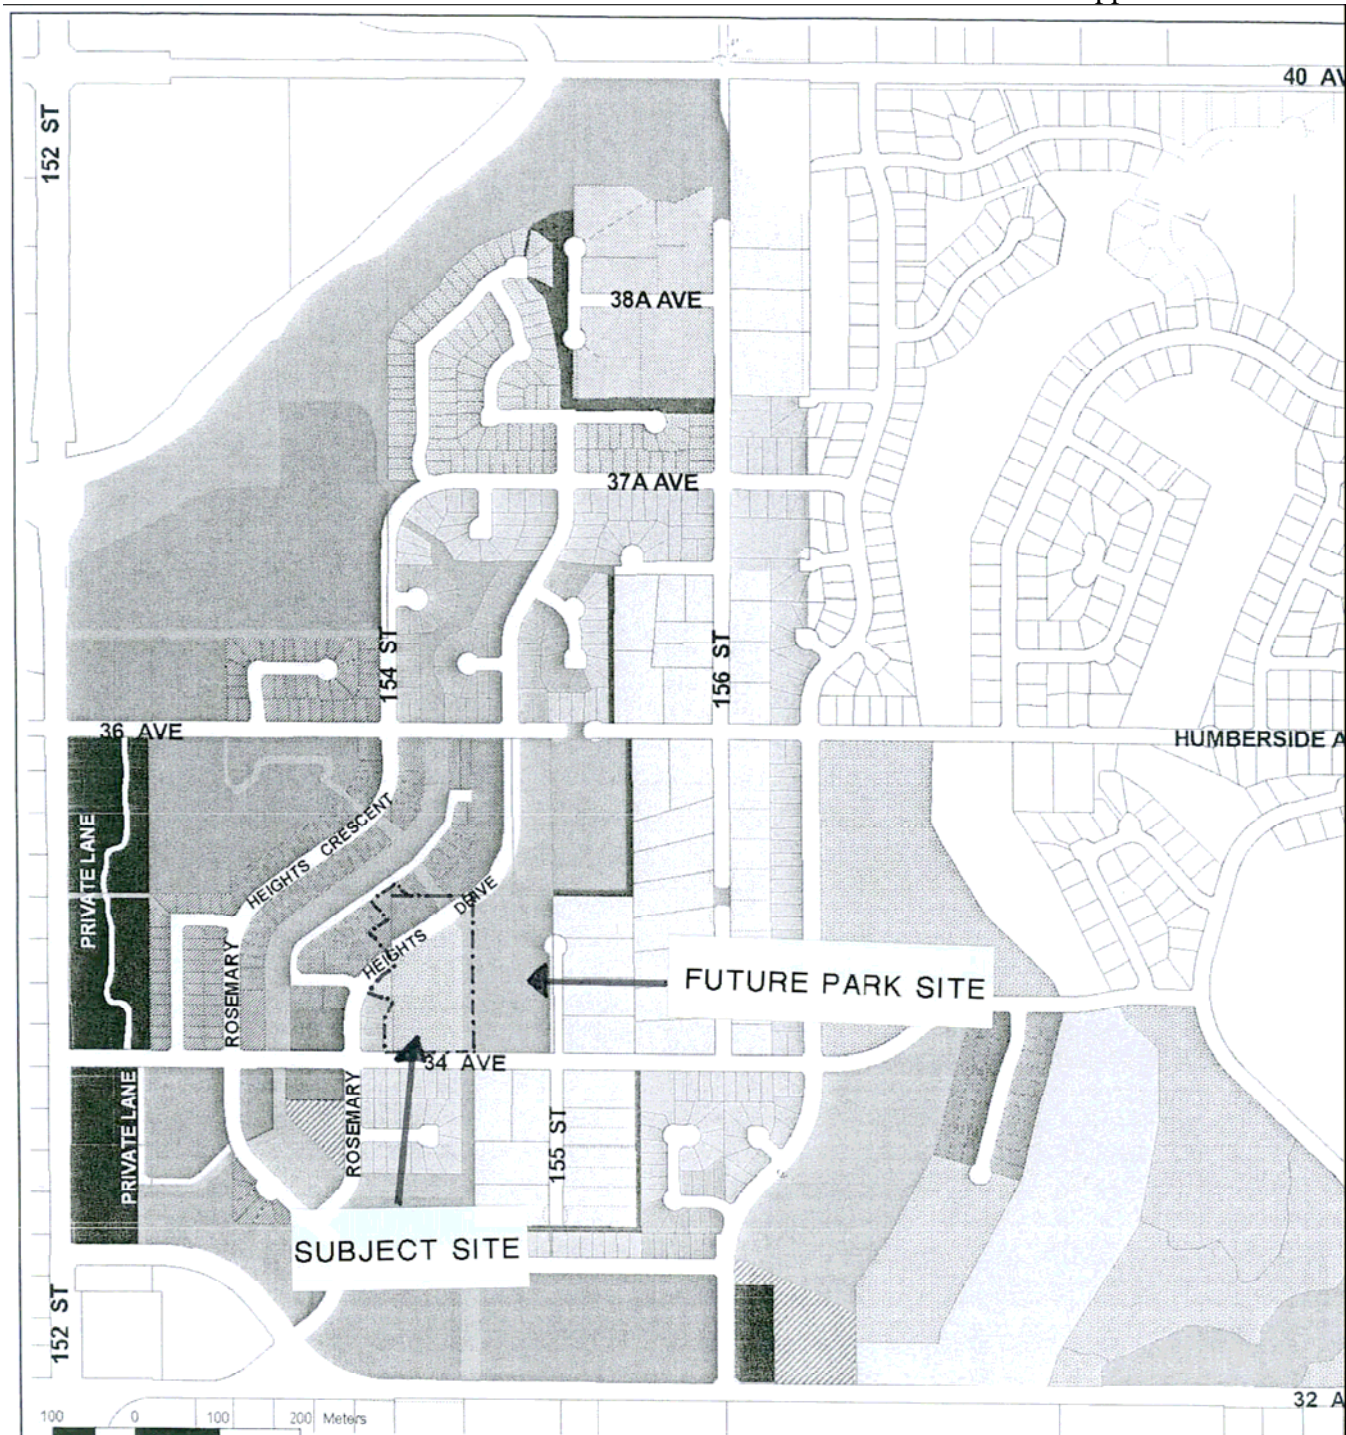 40 AV
152 ST
38A AVE
37A AVE
154 ST
156 ST
36 AVE
HUMBERSIDE A
PRIVATE LANE
HEIGHTS CRESCENT
HEIGHTS DRIVE
ROSEMARY
FUTURE PARK SITE
34 AVE
PRIVATE LANE
ROSEMARY
155 ST
SUBJECT SITE
152 ST
32 A
100 0 100 200 Meters